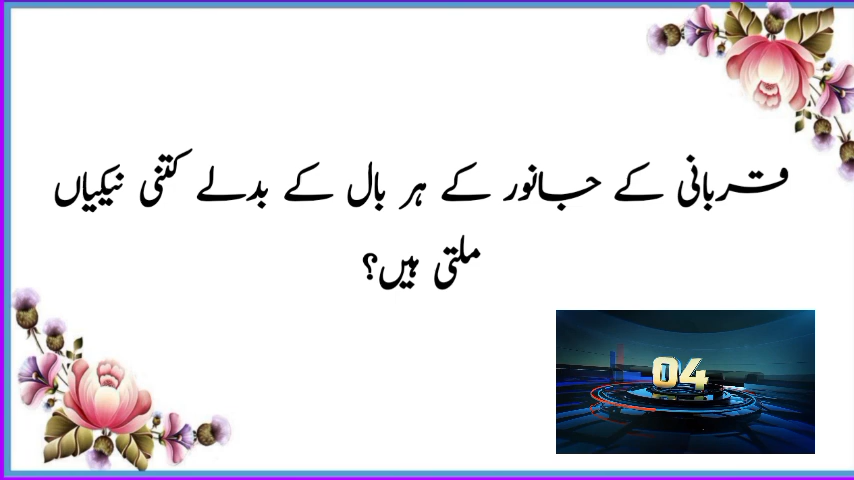 قربانی کے جانور کے ہر بال کے بدلے کتنی نیکیاں
ملتی ہیں؟
04